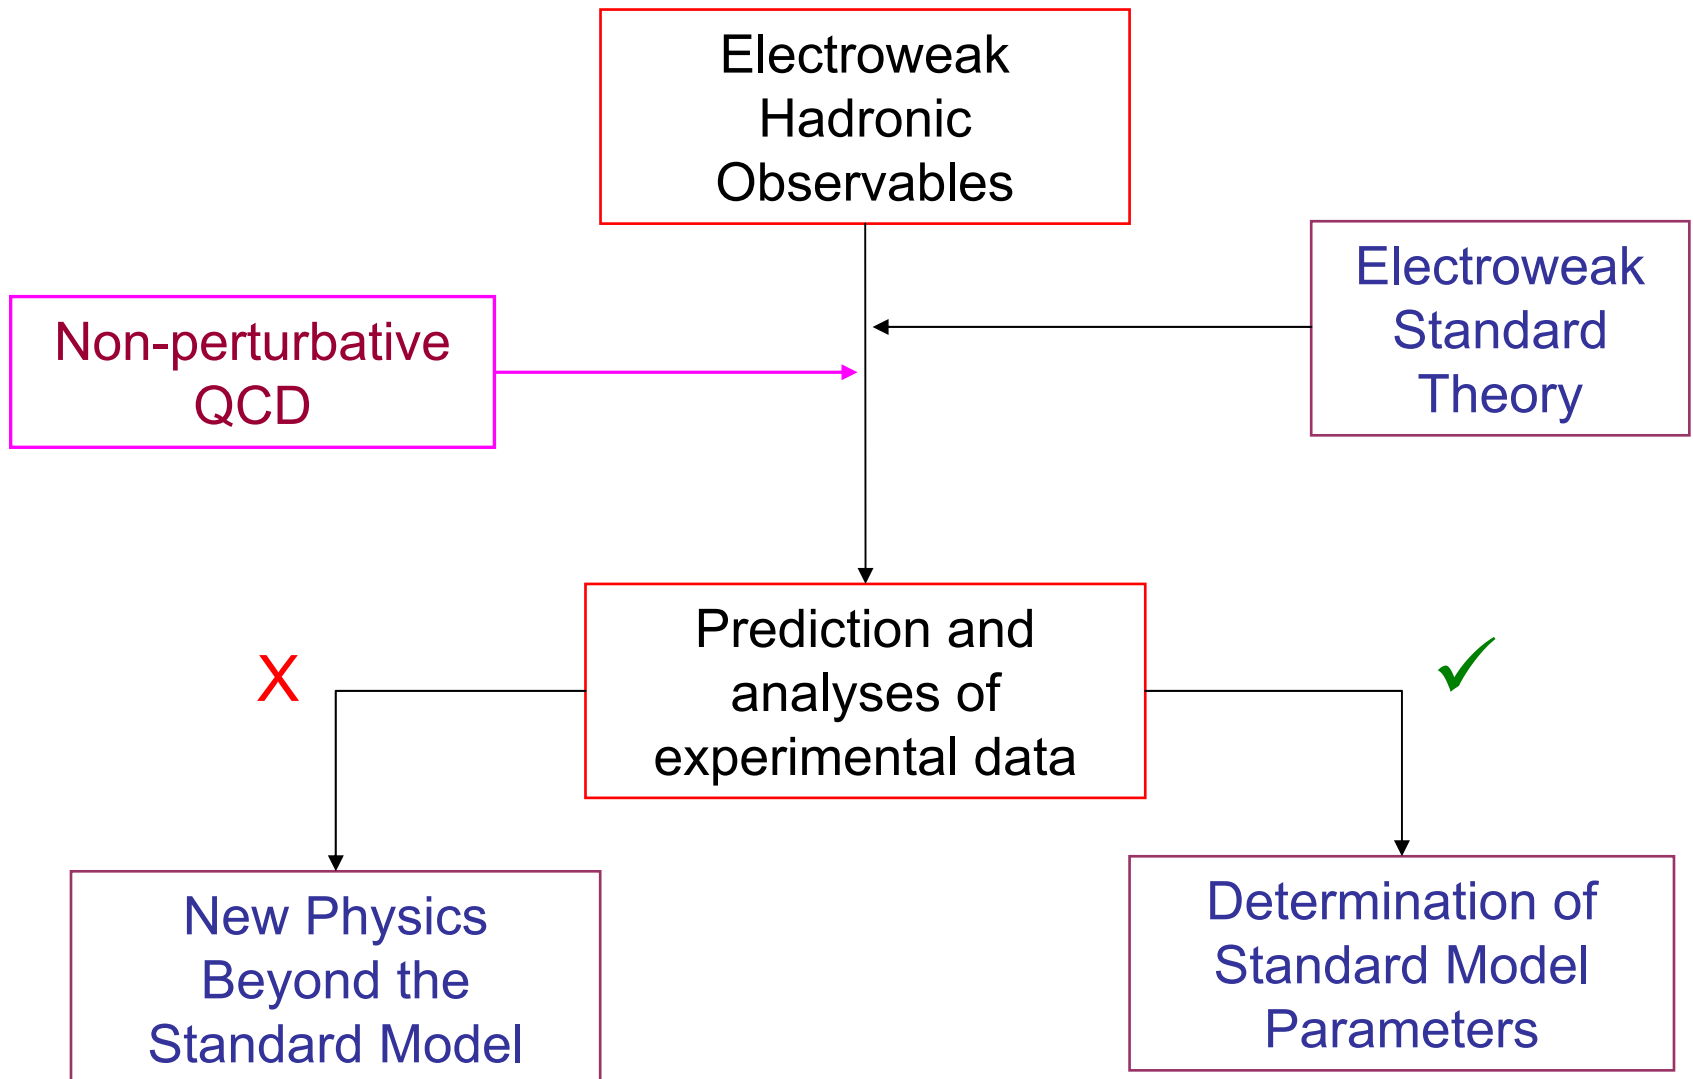 Electroweak
Hadronic
Observables
Electroweak
Standard
Theory
Non-perturbative
QCD
Prediction and
analyses of
experimental data
X
✓
New Physics
Beyond the
Standard Model
Determination of
Standard Model
Parameters